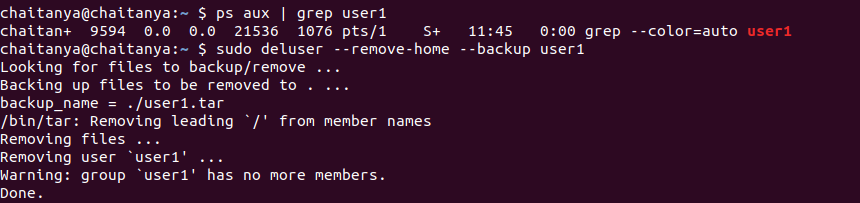 chaitanya@chaitanya:~ $ ps aux | grep user1
chaitan+  9594  0.0  0.0  21536  1076 pts/1    S+   11:45   0:00 grep --color=auto user1
chaitanya@chaitanya:~ $ sudo deluser --remove-home --backup user1
Looking for files to backup/remove ...
Backing up files to be removed to . ...
backup_name = ./user1.tar
/bin/tar: Removing leading `/' from member names
Removing files ...
Removing user `user1' ...
Warning: group `user1' has no more members.
Done.